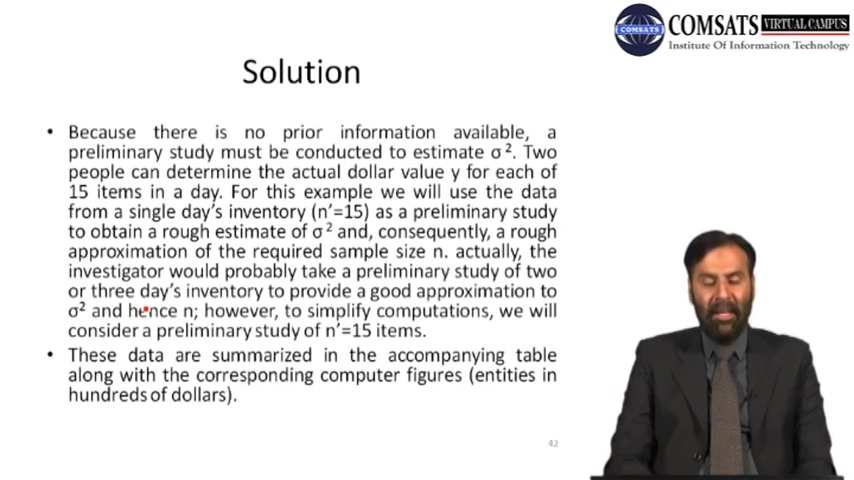 COMSATS VIRTUAL CAMPUS
COMSATS
Institute Of Information Technology
Solution
• Because there is no prior information available, a
preliminary study must be conducted to estimate σ². Two
people can determine the actual dollar value y for each of
15 items in a day. For this example we will use the data
from a single day's inventory (n'=15) as a preliminary study
to obtain a rough estimate of σ² and, consequently, a rough
approximation of the required sample size n. actually, the
investigator would probably take a preliminary study of two
or three day's inventory to provide a good approximation to
σ² and hence n; however, to simplify computations, we will
consider a preliminary study of n'=15 items.
• These data are summarized in the accompanying table
along with the corresponding computer figures (entities in
hundreds of dollars).
42